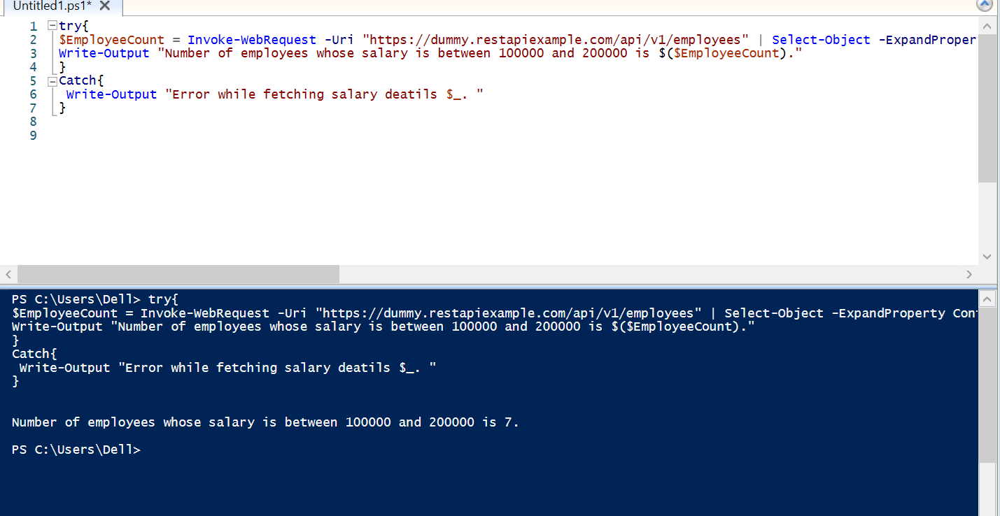 Untitled1.ps1*
1 try{
2 $EmployeeCount = Invoke-WebRequest -Uri "https://dummy.restapiexample.com/api/v1/employees" | Select-Object -ExpandProper
3 Write-Output "Number of employees whose salary is between 100000 and 200000 is $($EmployeeCount)."
4 }
5 Catch{
6 Write-Output "Error while fetching salary deatils $_. "
7 }
8
9
PS C:\Users\Dell> try{
$EmployeeCount = Invoke-WebRequest -Uri "https://dummy.restapiexample.com/api/v1/employees" | Select-Object -ExpandProperty Con
Write-Output "Number of employees whose salary is between 100000 and 200000 is $($EmployeeCount)."
}
Catch{
Write-Output "Error while fetching salary deatils $_. "
}
Number of employees whose salary is between 100000 and 200000 is 7.
PS C:\Users\Dell>